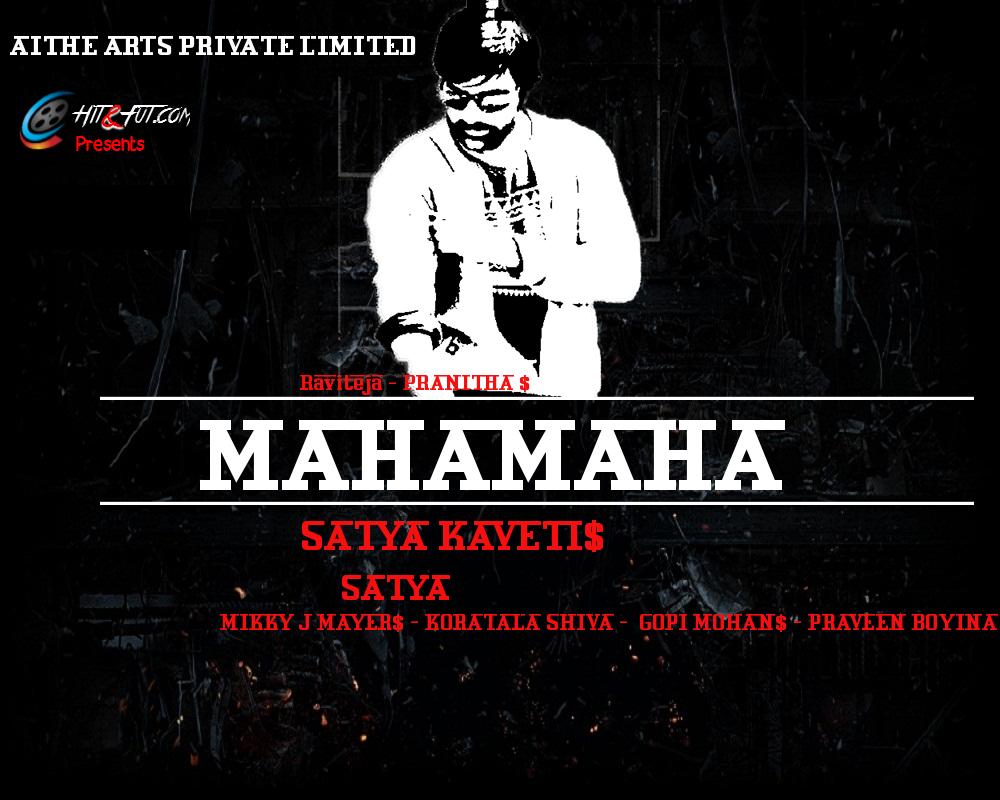 AITHE ARTS PRIVATE LIMITED
HIT&FUT.COM
Presents
Raviteja - PRANITHA $
MAHAMAHA
SATYA KAVETI$
SATYA
MIKKY J MAYER$ - KORATALA SHIVA - GOPI MOHAN$ - PRAVEEN BOYINA